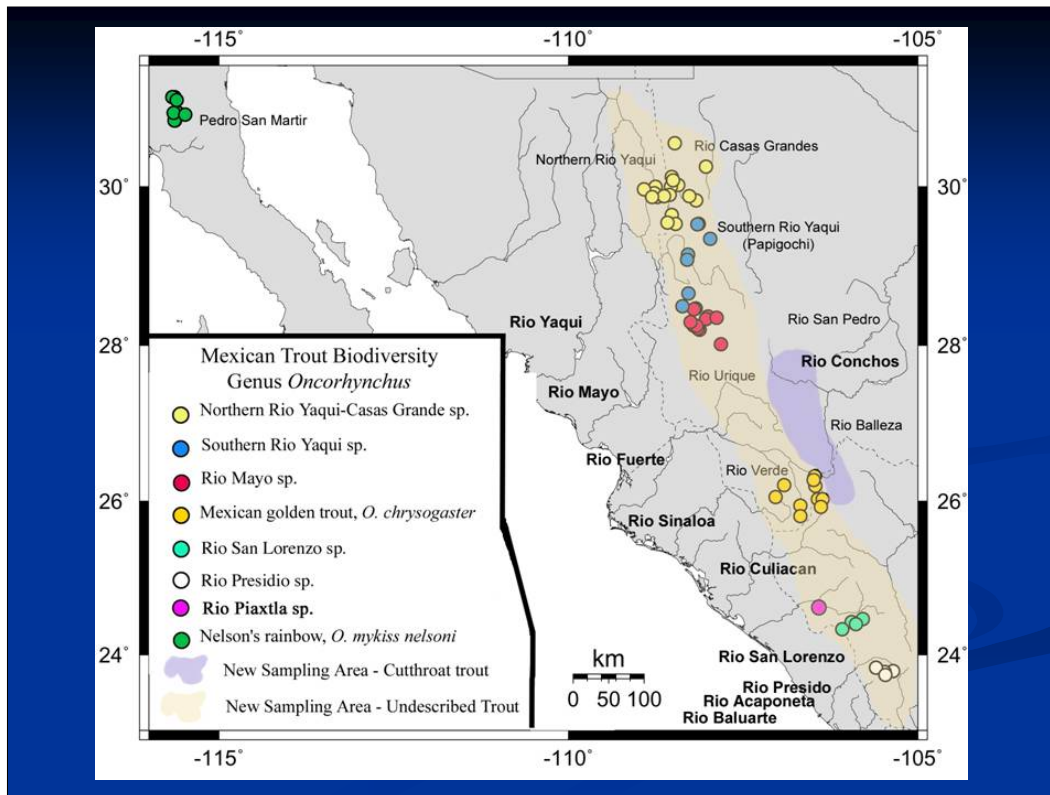 -115°
-110°
-105°
Pedro San Martir
Rio Casas Grandes
Northern Rio Yaqui
30°
Southern Rio Yaqui
(Papigochi)
Rio Yaqui
Rio San Pedro
28°
Rio Conchos
Rio Urique
Rio Mayo
Rio Balleza
Rio Fuerte
Rio Verde
26°
Rio Sinaloa
Rio Culiacan
24°
Rio San Lorenzo
Rio Presido
Rio Acaponeta
Rio Baluarte
km
0 50 100
Mexican Trout Biodiversity
Genus Oncorhynchus
Northern Rio Yaqui-Casas Grande sp.
Southern Rio Yaqui sp.
Rio Mayo sp.
Mexican golden trout, O. chrysogaster
Rio San Lorenzo sp.
Rio Presidio sp.
Rio Piaxtla sp.
Nelson's rainbow, O. mykiss nelsoni
New Sampling Area - Cutthroat trout
New Sampling Area - Undescribed Trout
30°
28°
26°
24°
-115°
-110°
-105°